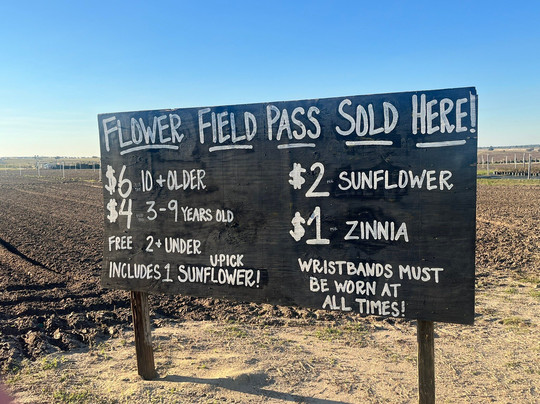 FLOWER FIELD PASS SOLD HERE!
$6 10 + OLDER
$4 3-9 YEARS OLD
FREE 2 + UNDER
INCLUDES 1 UPICK SUNFLOWER!
$2 SUNFLOWER
$1 ZINNIA
WRISTBANDS MUST
BE WORN AT
ALL TIMES!